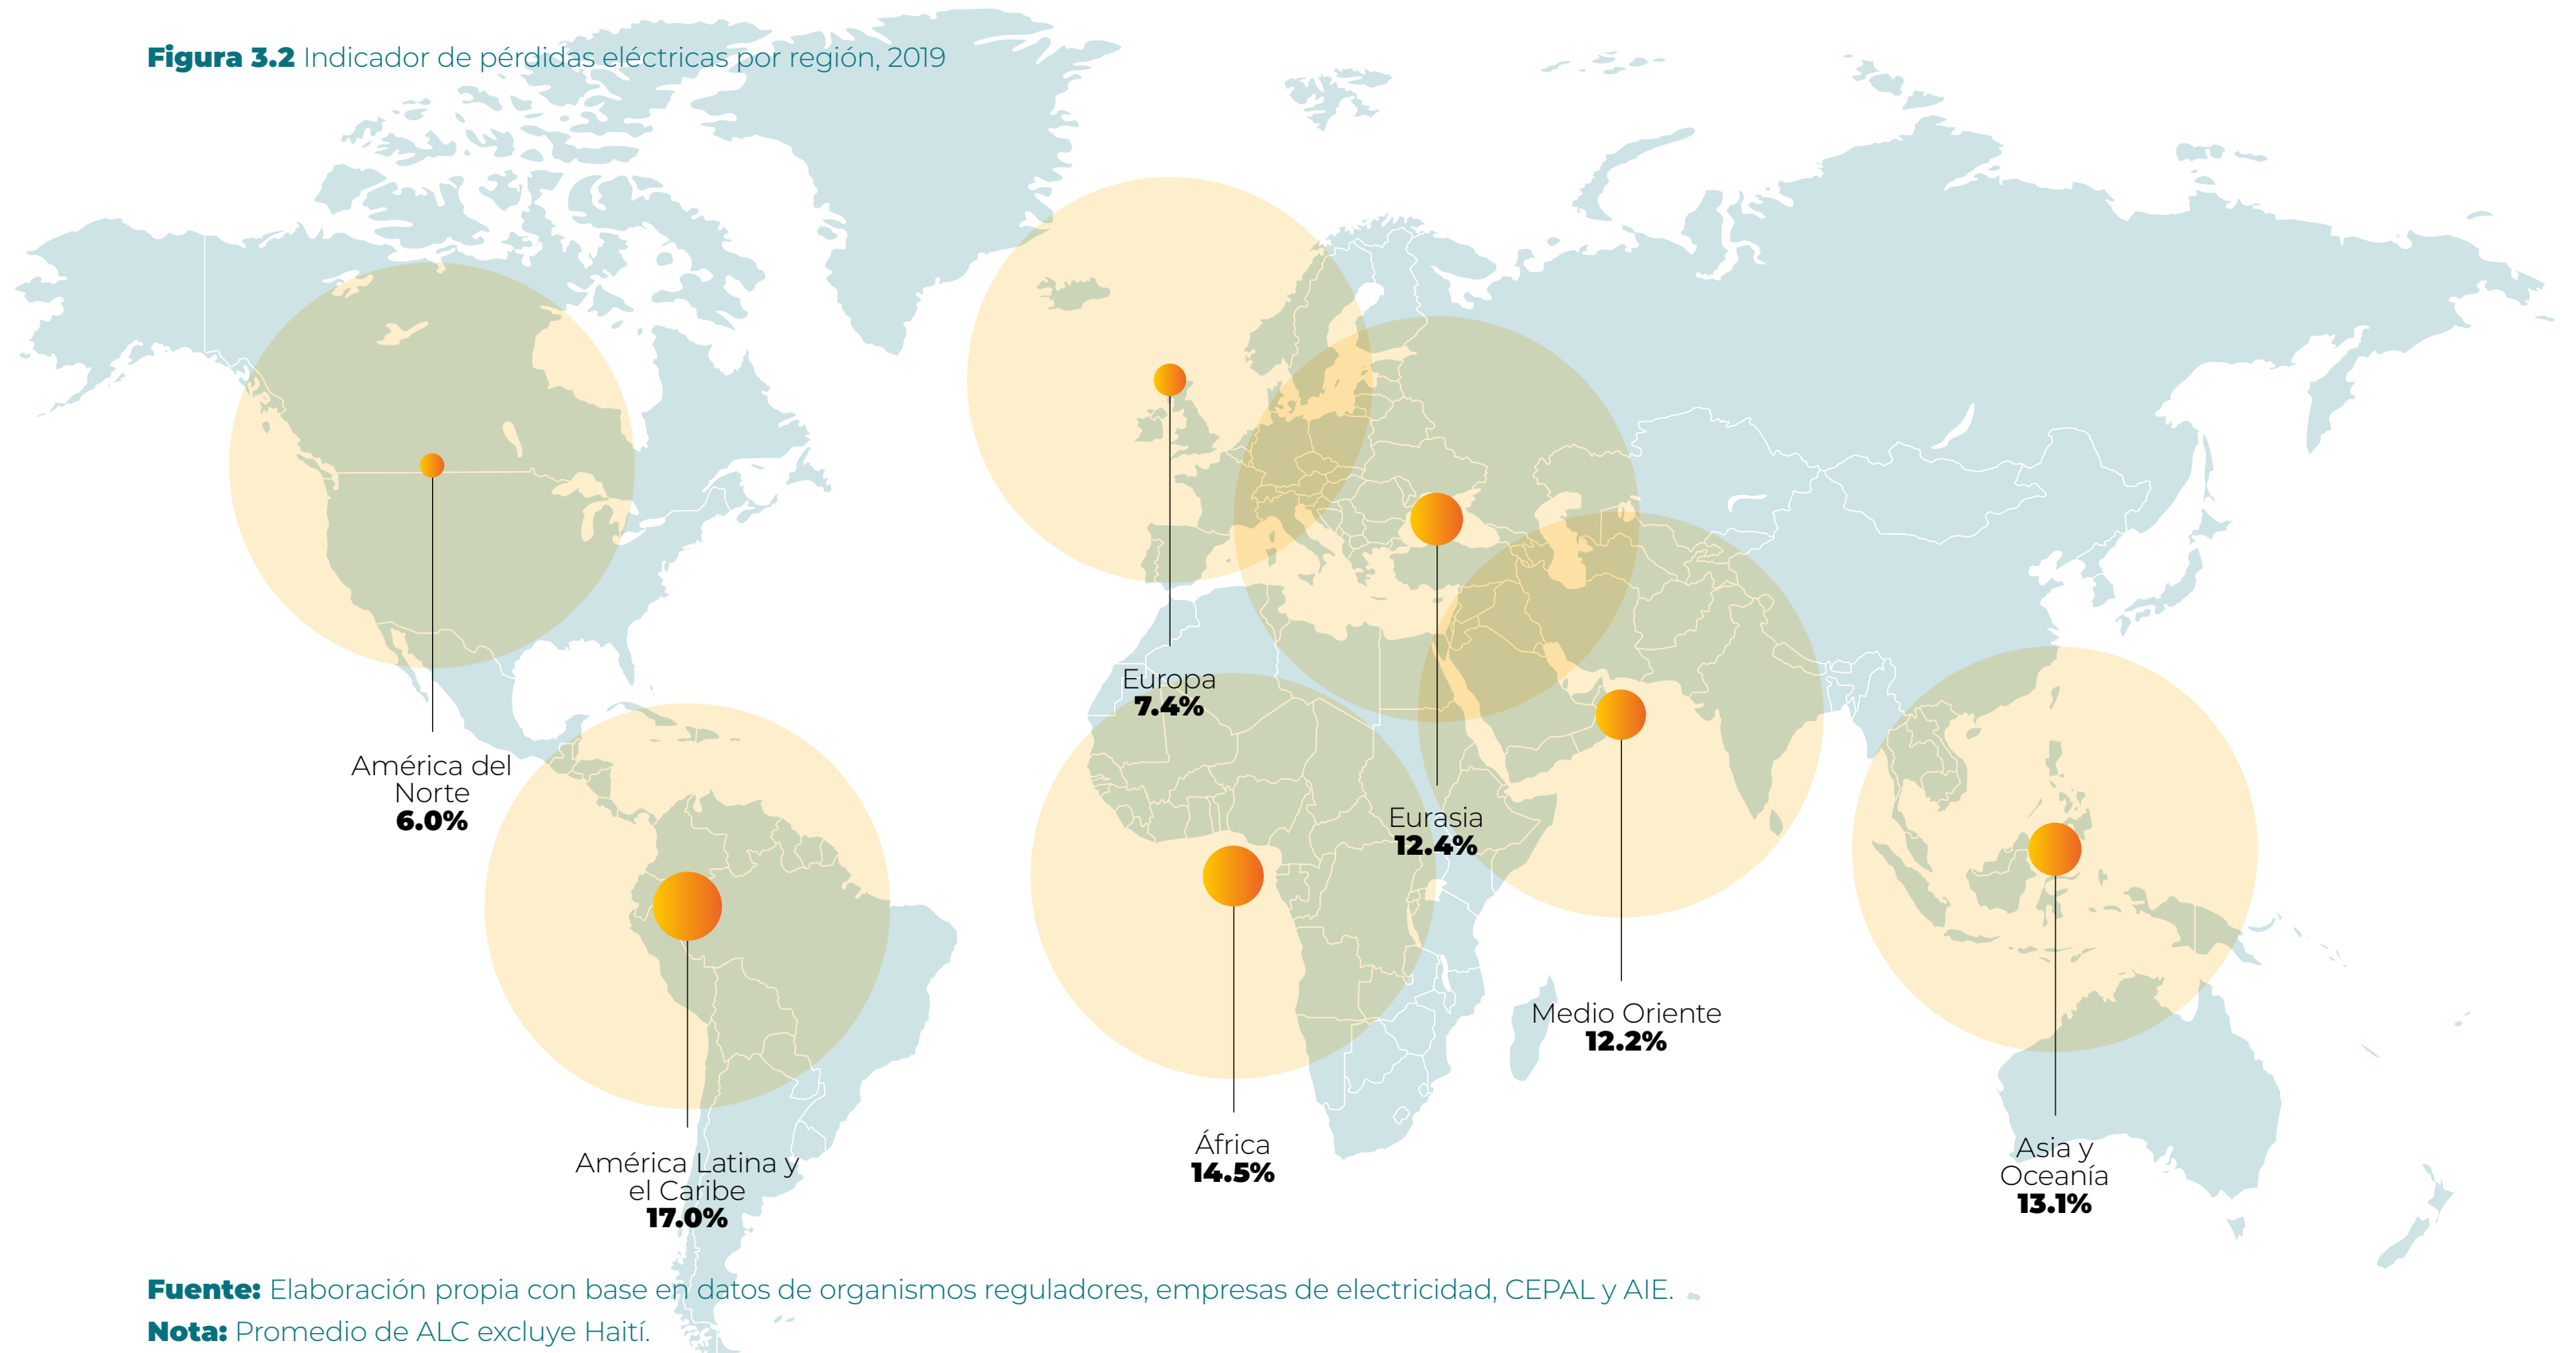 Figura 3.2 Indicador de pérdidas eléctricas por región, 2019
Europa
7.4%
América del
Norte
6.0%
Eurasia
12.4%
Medio Oriente
12.2%
América Latina y
el Caribe
17.0%
África
14.5%
Asia y
Oceanía
13.1%
Fuente: Elaboración propia con base en datos de organismos reguladores, empresas de electricidad, CEPAL y AIE.
Nota: Promedio de ALC excluye Haití.